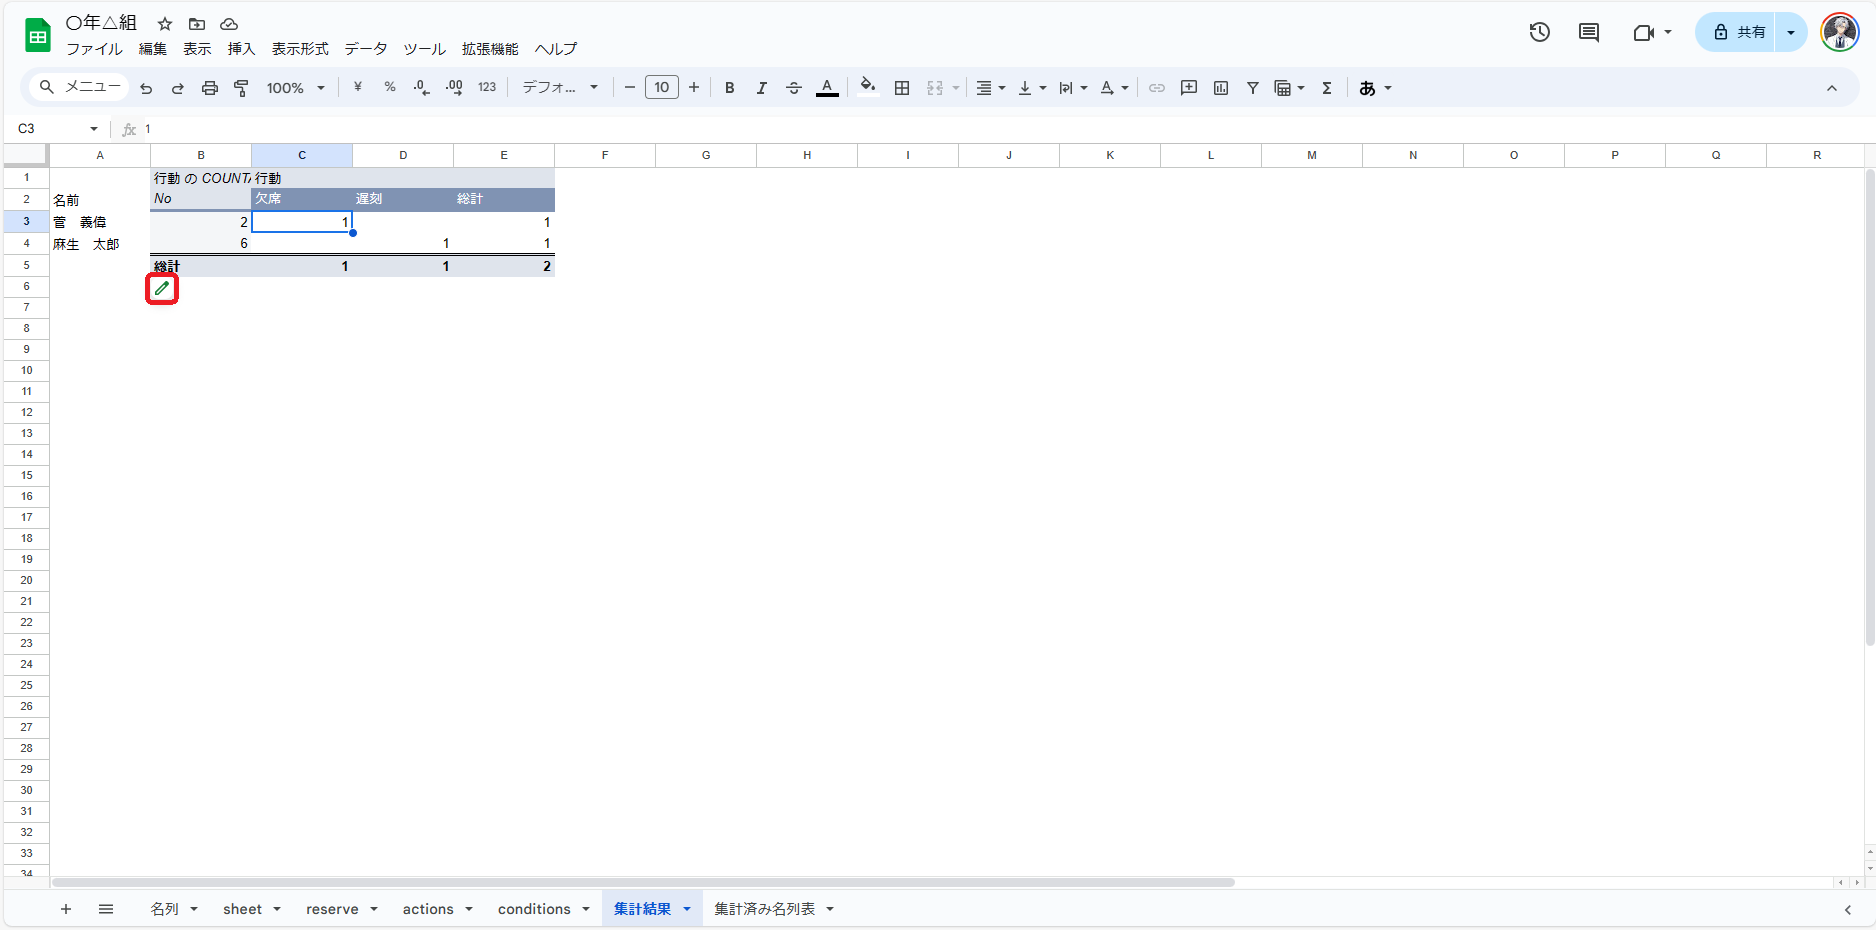 〇年△組
ファイル 編集 表示 挿入 表示形式 データ ツール 拡張機能 ヘルプ
共有
メニュー 100% ¥ % .0 .00 123 デフォ... 10 B I S A Σ あ
C3 fx 1
A B C D E F G H I J K L M N O P Q R
1 行動 の COUNTA 行動
2 名前 No 欠席 遅刻 総計
3 菅　義偉 2 1 1
4 麻生　太郎 6 1 1
5 総計 1 1 2
6
7
8
9
10
11
12
13
14
15
16
17
18
19
20
21
22
23
24
25
26
27
28
29
30
31
32
33
34
名列 sheet reserve actions conditions 集計結果 集計済み名列表